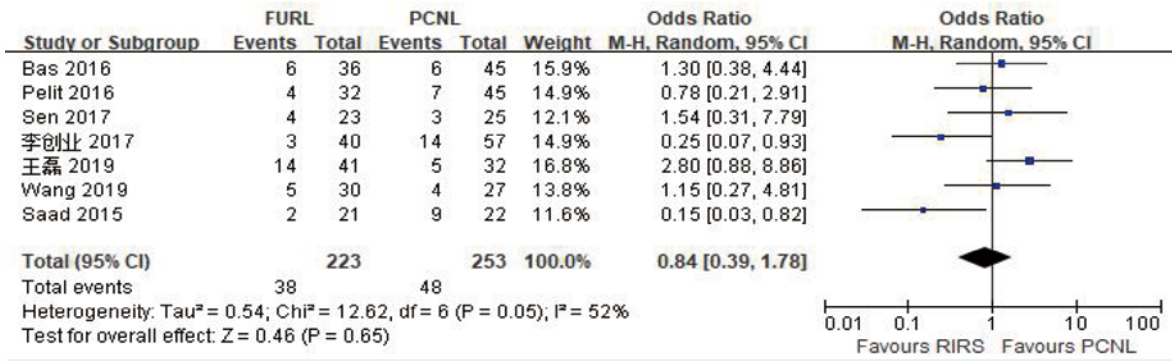 FURL PCNL Odds Ratio Odds Ratio
Study or Subgroup Events Total Events Total Weight M-H, Random, 95% CI M-H, Random, 95% CI
Bas 2016 6 36 6 45 15.9% 1.30 [0.38, 4.44]
Pelit 2016 4 32 7 45 14.9% 0.78 [0.21, 2.91]
Sen 2017 4 23 3 25 12.1% 1.54 [0.31, 7.79]
李创业 2017 3 40 14 57 14.9% 0.25 [0.07, 0.93]
王磊 2019 14 41 5 32 16.8% 2.80 [0.88, 8.86]
Wang 2019 5 30 4 27 13.8% 1.15 [0.27, 4.81]
Saad 2015 2 21 9 22 11.6% 0.15 [0.03, 0.82]
Total (95% CI) 223 253 100.0% 0.84 [0.39, 1.78]
Total events 38 48
Heterogeneity: Tau² = 0.54; Chi² = 12.62, df = 6 (P = 0.05); I² = 52%
Test for overall effect: Z = 0.46 (P = 0.65)
0.01 0.1 1 10 100
Favours RIRS Favours PCNL